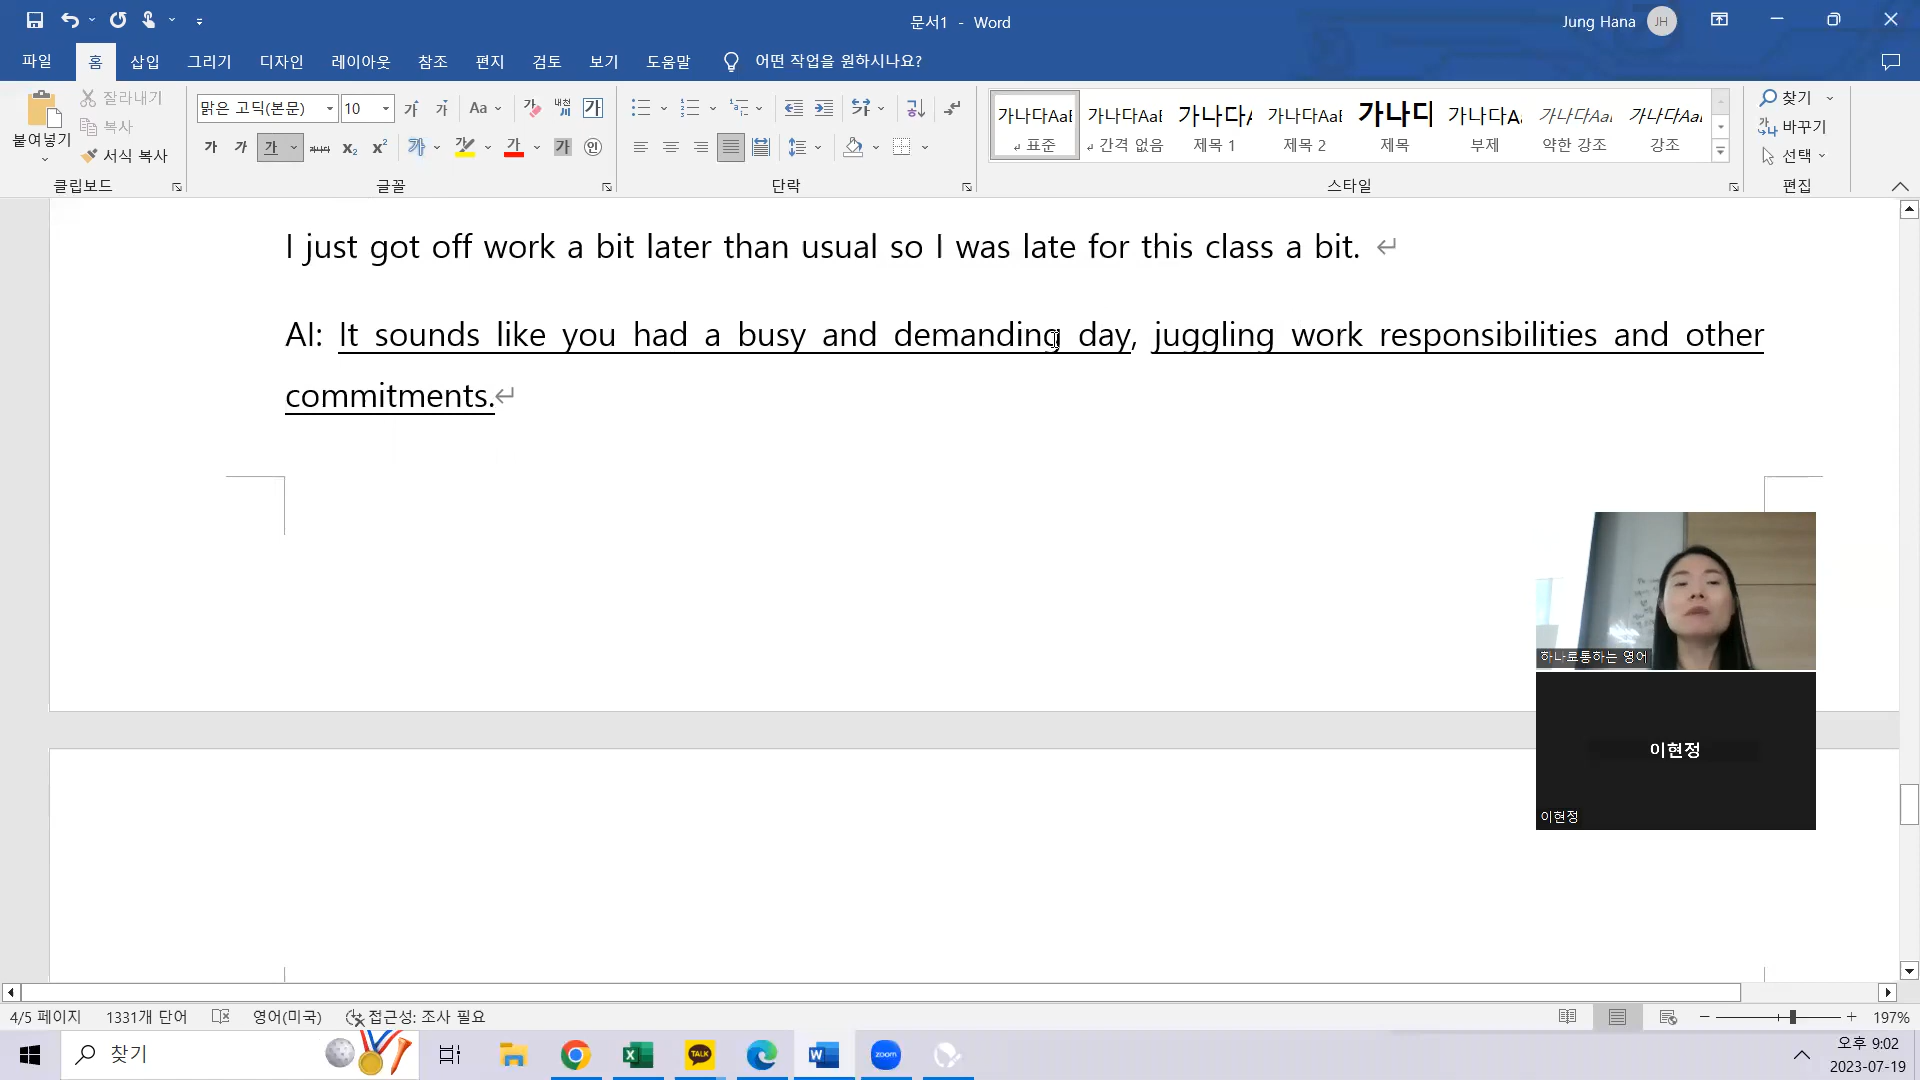 문서1 - Word
Jung Hana JH
파일 홈 삽입 그리기 디자인 레이아웃 참조 편지 검토 보기 도움말 어떤 작업을 원하시나요?
붙여넣기
잘라내기
복사
서식 복사
클립보드
맑은 고딕(본문) 10
글꼴
단락
가나다AaB
표준
가나다AaB
간격 없음
가나다A
제목 1
가나다AaB
제목 2
가나다
제목
가나다Aa
부제
가나다AaB
약한 강조
가나다AaB
강조
스타일
찾기
바꾸기
선택
편집
I just got off work a bit later than usual so I was late for this class a bit.
AI: It sounds like you had a busy and demanding day, juggling work responsibilities and other
commitments.
하나로통하는 영어
이현정
이현정
4/5 페이지 1331개 단어 영어(미국) 접근성: 조사 필요 197%
찾기
TALK
zoom
오후 9:02
2023-07-19